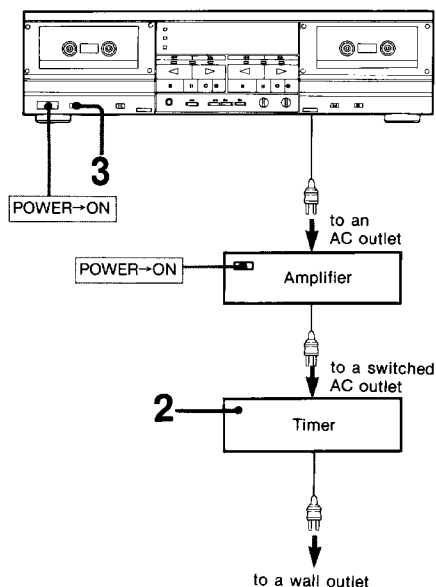 3
POWER→ON
to an
AC outlet
POWER→ON
Amplifier
to a switched
AC outlet
2
Timer
to a wall outlet